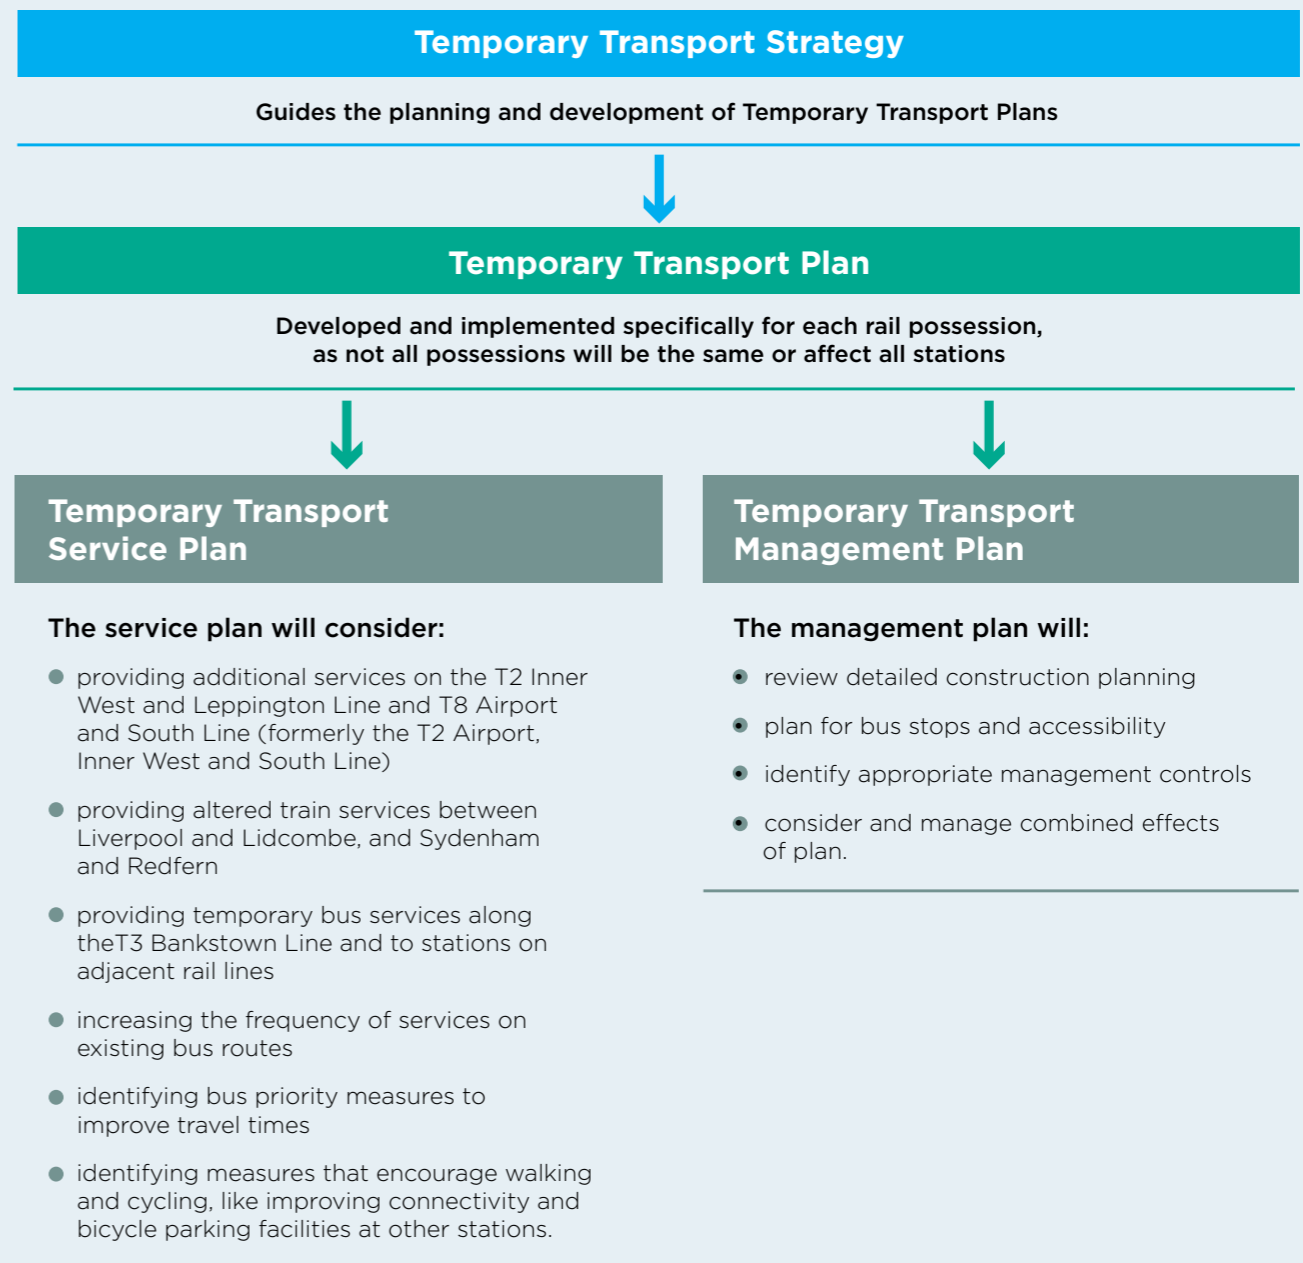 Temporary Transport Strategy
Guides the planning and development of Temporary Transport Plans
Temporary Transport Plan
Developed and implemented specifically for each rail possession,
as not all possessions will be the same or affect all stations
Temporary Transport
Service Plan
The service plan will consider:
providing additional services on the T2 Inner
West and Leppington Line and T8 Airport
and South Line (formerly the T2 Airport,
Inner West and South Line)
providing altered train services between
Liverpool and Lidcombe, and Sydenham
and Redfern
providing temporary bus services along
theT3 Bankstown Line and to stations on
adjacent rail lines
increasing the frequency of services on
existing bus routes
identifying bus priority measures to
improve travel times
identifying measures that encourage walking
and cycling, like improving connectivity and
bicycle parking facilities at other stations.
Temporary Transport
Management Plan
The management plan will:
review detailed construction planning
plan for bus stops and accessibility
identify appropriate management controls
consider and manage combined effects
of plan.